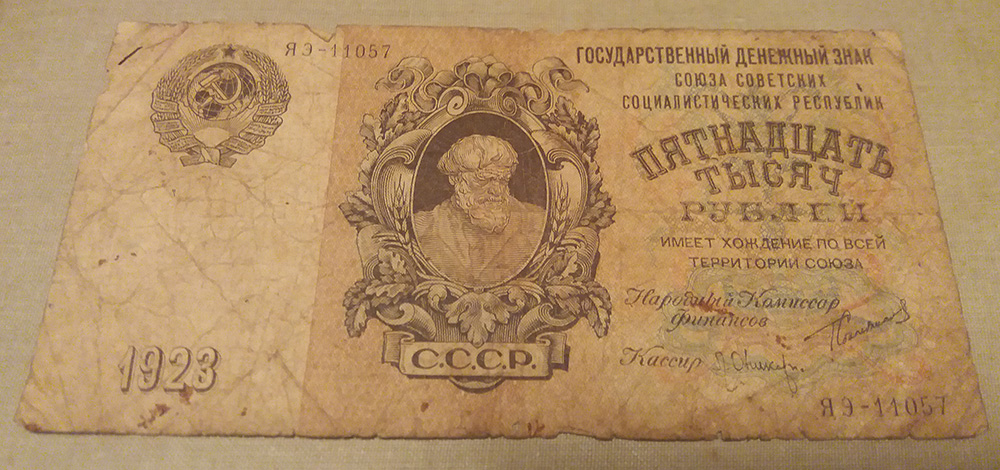 ЯЭ-11057
ГОСУДАРСТВЕННЫЙ ДЕНЕЖНЫЙ ЗНАК
СОЮЗА СОВЕТСКИХ
СОЦИАЛИСТИЧЕСКИХ РЕСПУБЛИК
ПЯТНАДЦАТЬ
ТЫСЯЧ
РУБЛЕЙ
ИМЕЕТ ХОЖДЕНИЕ ПО ВСЕЙ
ТЕРРИТОРИИ СОЮЗА
Народный Комиссар
финансов
Кассир
С.С.С.Р.
1923
ЯЭ-11057